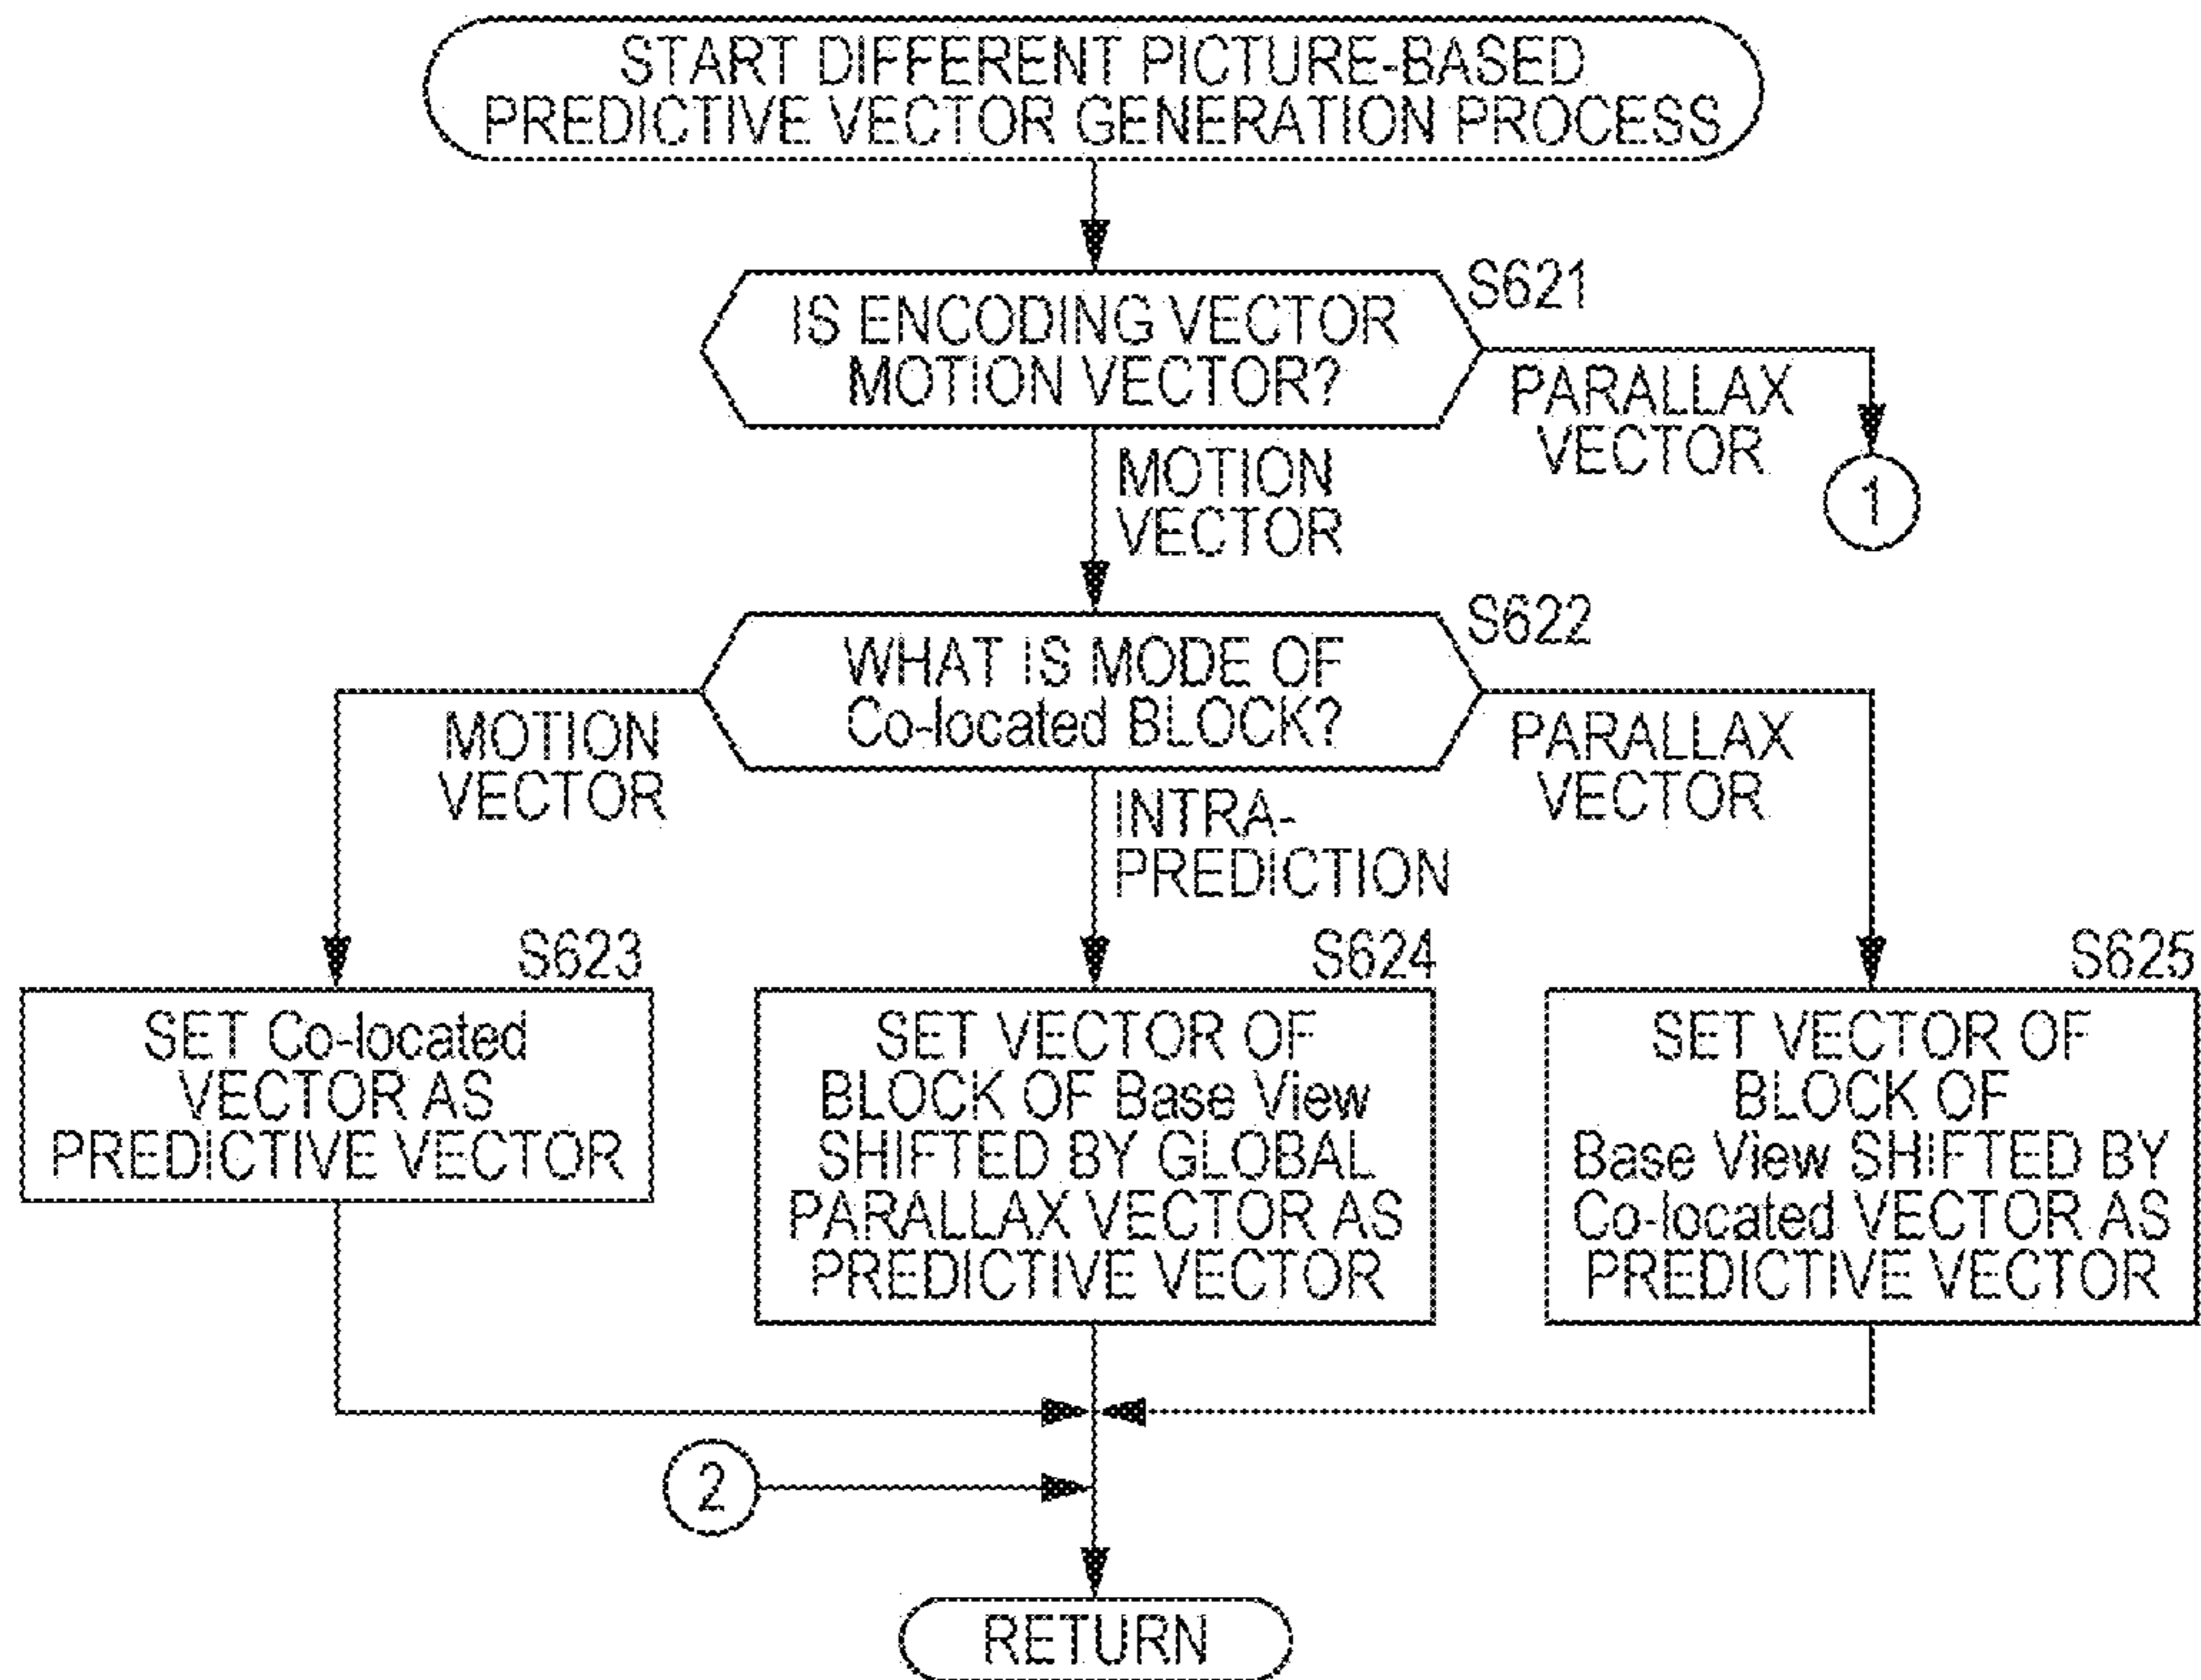 START DIFFERENT PICTURE-BASED
PREDICTIVE VECTOR GENERATION PROCESS
S621
IS ENCODING VECTOR
MOTION VECTOR?
PARALLAX
VECTOR
1
MOTION
VECTOR
S622
WHAT IS MODE OF
Co-located BLOCK?
MOTION
VECTOR
INTRA-
PREDICTION
PARALLAX
VECTOR
S623
SET Co-located
VECTOR AS
PREDICTIVE VECTOR
S624
SET VECTOR OF
BLOCK OF Base View
SHIFTED BY GLOBAL
PARALLAX VECTOR AS
PREDICTIVE VECTOR
S625
SET VECTOR OF
BLOCK OF
Base View SHIFTED BY
Co-located VECTOR AS
PREDICTIVE VECTOR
2
RETURN